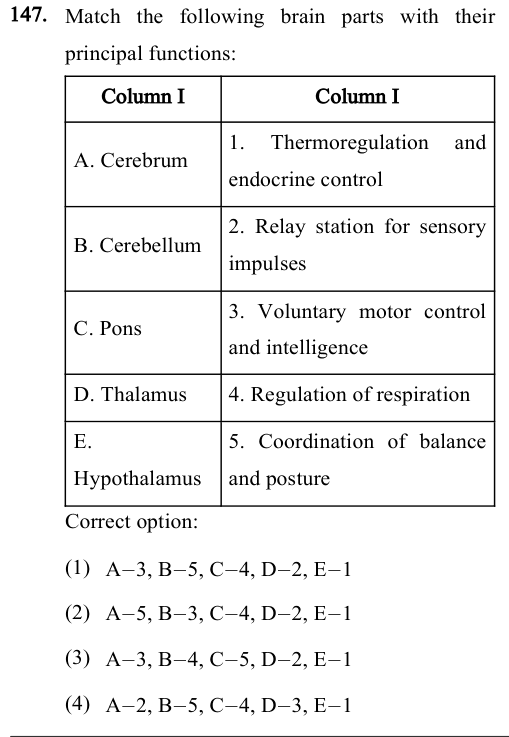 147. Match the following brain parts with their
principal functions:
Column I
Column I
A. Cerebrum
1. Thermoregulation and
endocrine control
B. Cerebellum
2. Relay station for sensory
impulses
C. Pons
3. Voluntary motor control
and intelligence
D. Thalamus
4. Regulation of respiration
E.
Hypothalamus
5. Coordination of balance
and posture
Correct option:
(1) A–3, B–5, C–4, D–2, E–1
(2) A–5, B–3, C–4, D–2, E–1
(3) A–3, B–4, C–5, D–2, E–1
(4) A–2, B–5, C–4, D–3, E–1